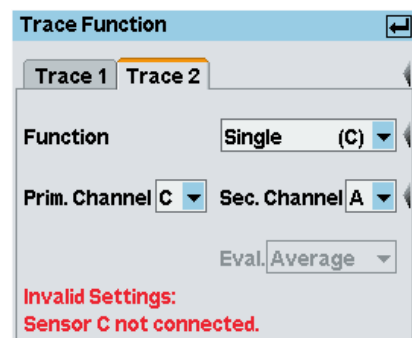 Trace Function
Trace 1 Trace 2
Function Single (C)
Prim. Channel C Sec. Channel A
Eval. Average
Invalid Settings:
Sensor C not connected.